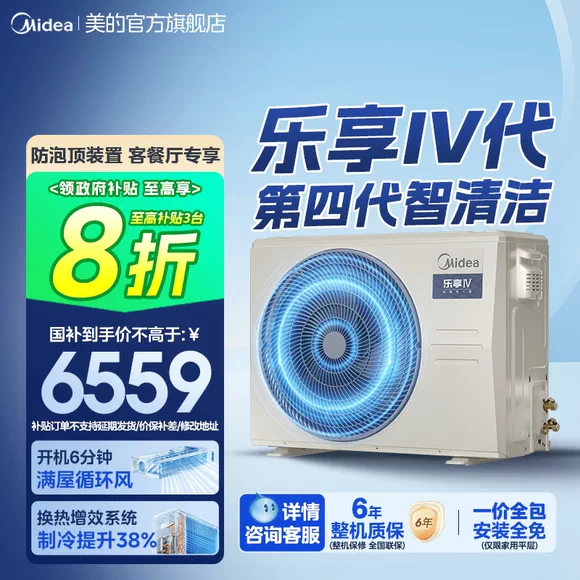 Midea 美的官方旗舰店
乐享IV代
第四代智清洁
防泡顶装置 客餐厅专享
<领政府补贴 至高享>
至高补贴3台
8折
国补到手价不高于:¥
6559
补贴订单不支持延期发货/价保补差/修改地址
开机6分钟
满屋循环风
换热增效系统
制冷提升38%
Midea
乐享IV
详情
咨询客服
6年
整机质保
(整机保修 全国联保)
6年
一价全包
安装全免
(仅限家用平层)